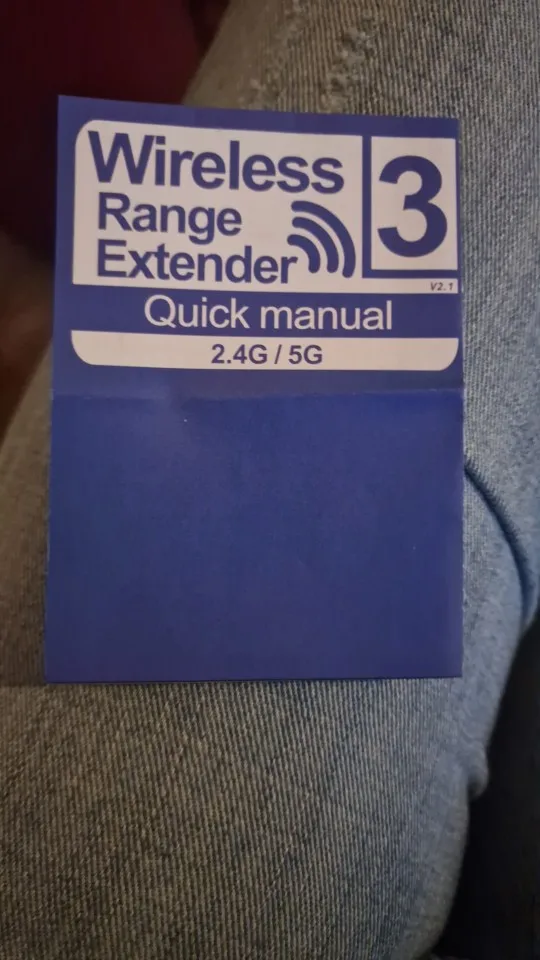 Wireless
Range
Extender
3
V2.1
Quick manual
2.4G / 5G